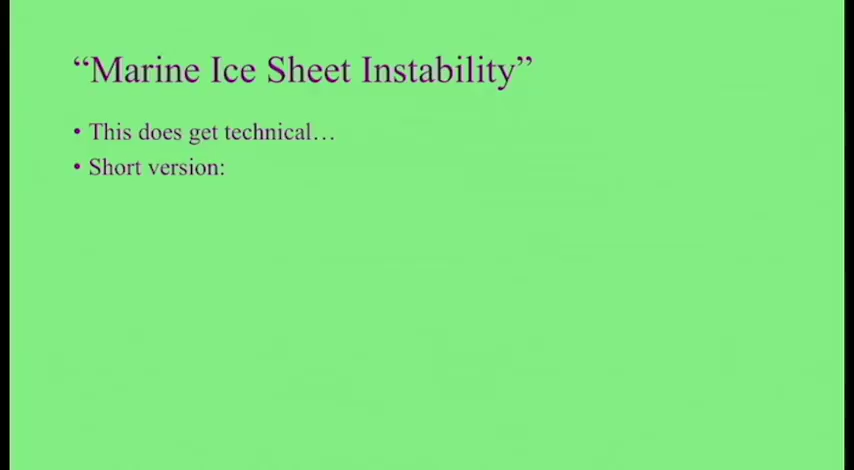 “Marine Ice Sheet Instability”
• This does get technical…
• Short version: